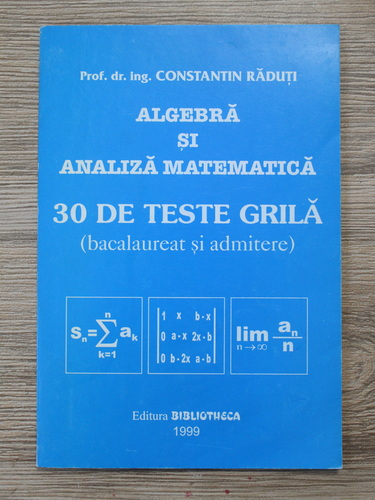 Prof. dr. ing. CONSTANTIN RĂDUȚI
ALGEBRĂ
ȘI
ANALIZĂ MATEMATICĂ
30 DE TESTE GRILĂ
(bacalaureat și admitere)
Sₙ=∑ₖ₌₁ⁿ aₖ
|1 x b-x|
|0 a-x 2x-b|
|0 b-2x a-b|
lim n→∞ aₙ/n
Editura BIBLIOTHECA
1999